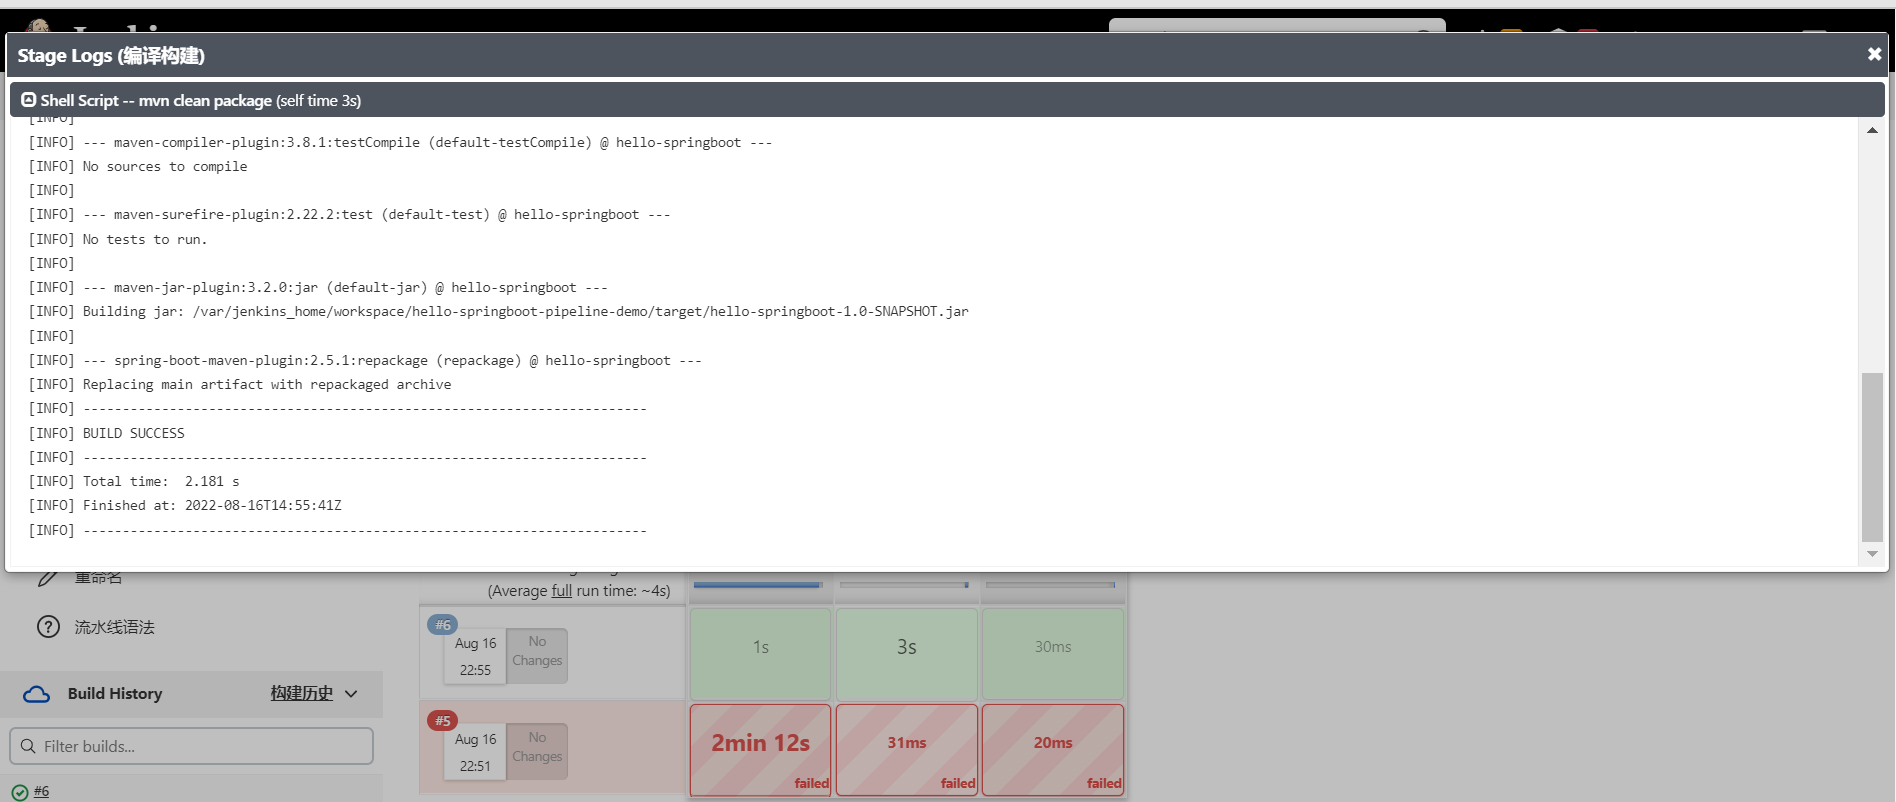 Stage Logs (编译构建)
Shell Script -- mvn clean package (self time 3s)
[INFO]
[INFO] --- maven-compiler-plugin:3.8.1:testCompile (default-testCompile) @ hello-springboot ---
[INFO] No sources to compile
[INFO]
[INFO] --- maven-surefire-plugin:2.22.2:test (default-test) @ hello-springboot ---
[INFO] No tests to run.
[INFO]
[INFO] --- maven-jar-plugin:3.2.0:jar (default-jar) @ hello-springboot ---
[INFO] Building jar: /var/jenkins_home/workspace/hello-springboot-pipeline-demo/target/hello-springboot-1.0-SNAPSHOT.jar
[INFO]
[INFO] --- spring-boot-maven-plugin:2.5.1:repackage (repackage) @ hello-springboot ---
[INFO] Replacing main artifact with repackaged archive
[INFO] ------------------------------------------------------------------------
[INFO] BUILD SUCCESS
[INFO] ------------------------------------------------------------------------
[INFO] Total time:  2.181 s
[INFO] Finished at: 2022-08-16T14:55:41Z
[INFO] ------------------------------------------------------------------------
重命名
流水线语法
Build History 构建历史
Filter builds...
#6
(Average full run time: ~4s)
#6
Aug 16
22:55
No
Changes
1s
3s
30ms
#5
Aug 16
22:51
No
Changes
2min 12s
failed
31ms
failed
20ms
failed